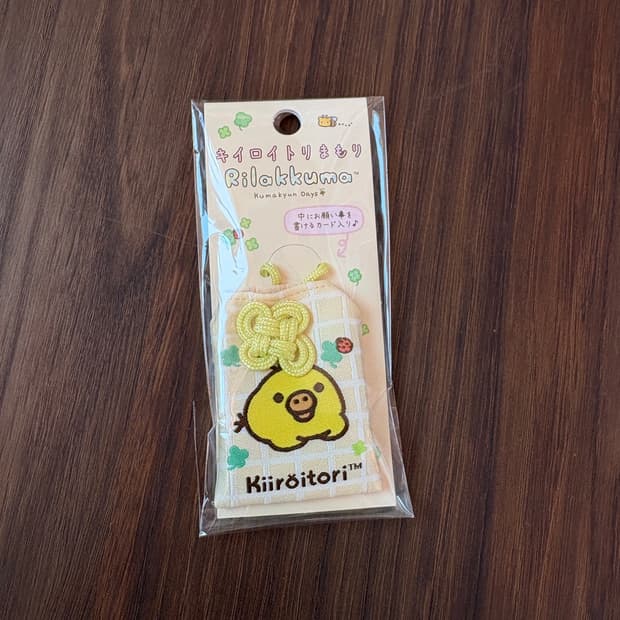 キイロイトリまもり
Rilakkuma™
Kumakyun Days
中にお願い事を
書けるカード入り♪
Kiiroitori™